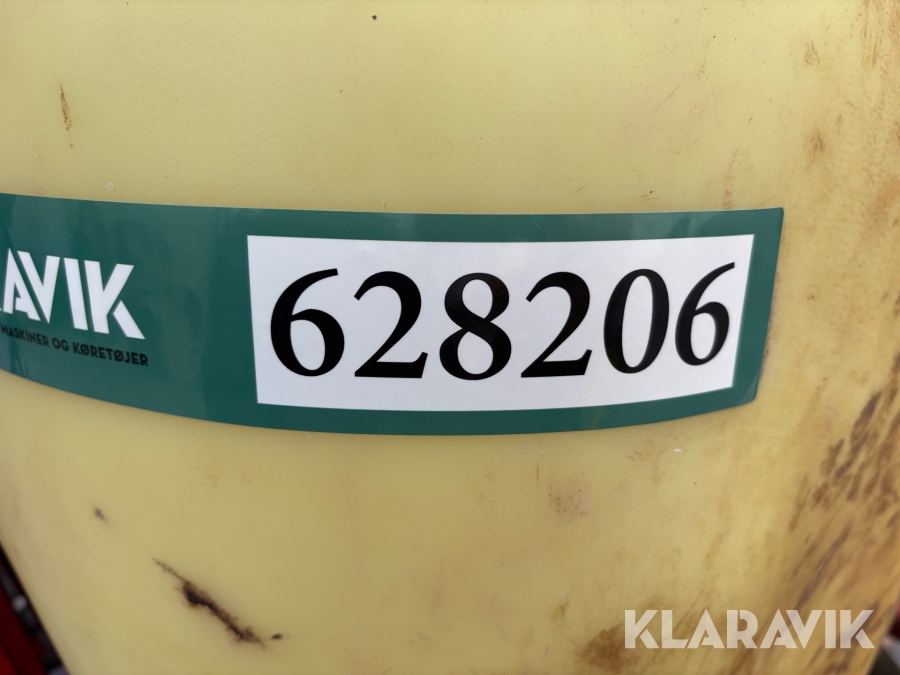 AVIK
MASKINER OG KØRETØJER
628206
KLARAVIK